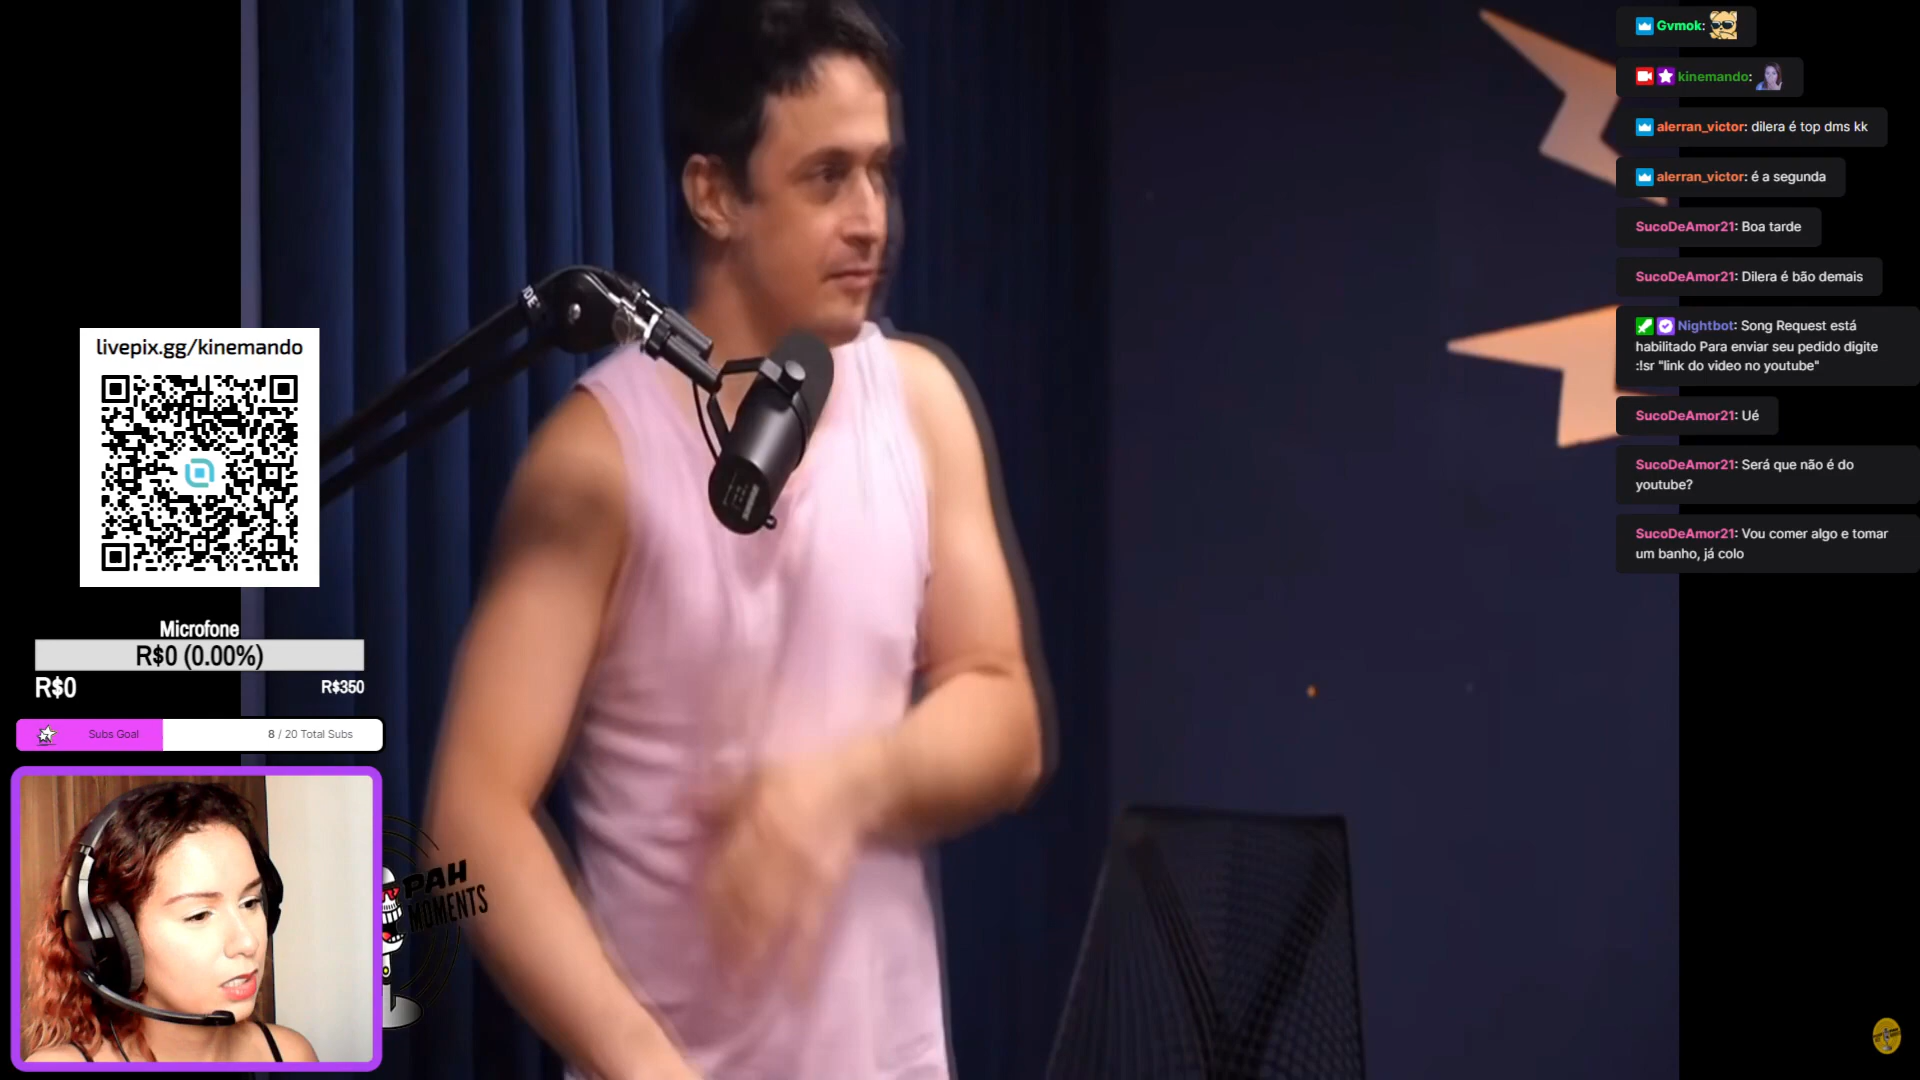 Gvmok:
kinemando:
alerran_victor: dilera é top dms kk
alerran_victor: é a segunda
SucoDeAmor21: Boa tarde
SucoDeAmor21: Dilera é bão demais
Nightbot: Song Request está
habilitado Para enviar seu pedido digite
:!sr "link do video no youtube"
SucoDeAmor21: Ué
SucoDeAmor21: Será que não é do
youtube?
SucoDeAmor21: Vou comer algo e tomar
um banho, já colo
livepix.gg/kinemando
Microfone
R$0 (0.00%)
R$0
R$350
Subs Goal
8 / 20 Total Subs
PAH
MOMENTS